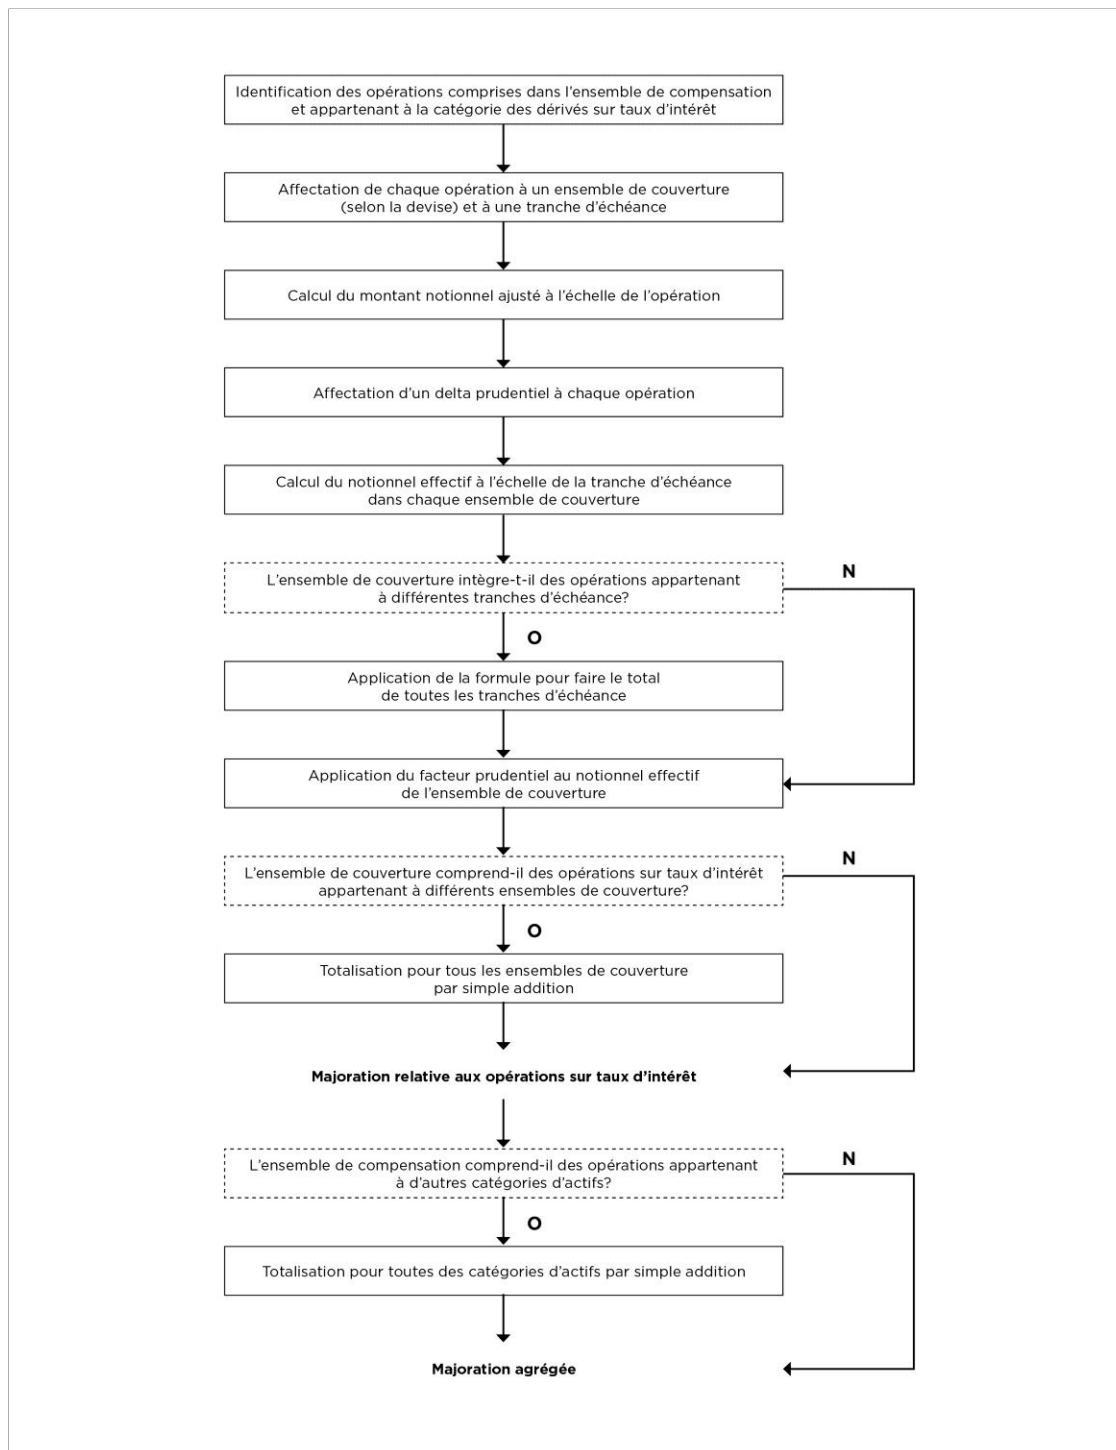 Identification des opérations comprises dans l'ensemble de compensation
et appartenant à la catégorie des dérivés sur taux d'intérêt
Affectation de chaque opération à un ensemble de couverture
(selon la devise) et à une tranche d'échéance
Calcul du montant notionnel ajusté à l'échelle de l'opération
Affectation d'un delta prudentiel à chaque opération
Calcul du notionnel effectif à l'échelle de la tranche d'échéance
dans chaque ensemble de couverture
L'ensemble de couverture intègre-t-il des opérations appartenant
à différentes tranches d'échéance?
N
O
Application de la formule pour faire le total
de toutes les tranches d'échéance
Application du facteur prudentiel au notionnel effectif
de l'ensemble de couverture
L'ensemble de couverture comprend-il des opérations sur taux d'intérêt
appartenant à différents ensembles de couverture?
N
O
Totalisation pour tous les ensembles de couverture
par simple addition
Majoration relative aux opérations sur taux d'intérêt
L'ensemble de compensation comprend-il des opérations appartenant
à d'autres catégories d'actifs?
N
O
Totalisation pour toutes des catégories d'actifs par simple addition
Majoration agrégée